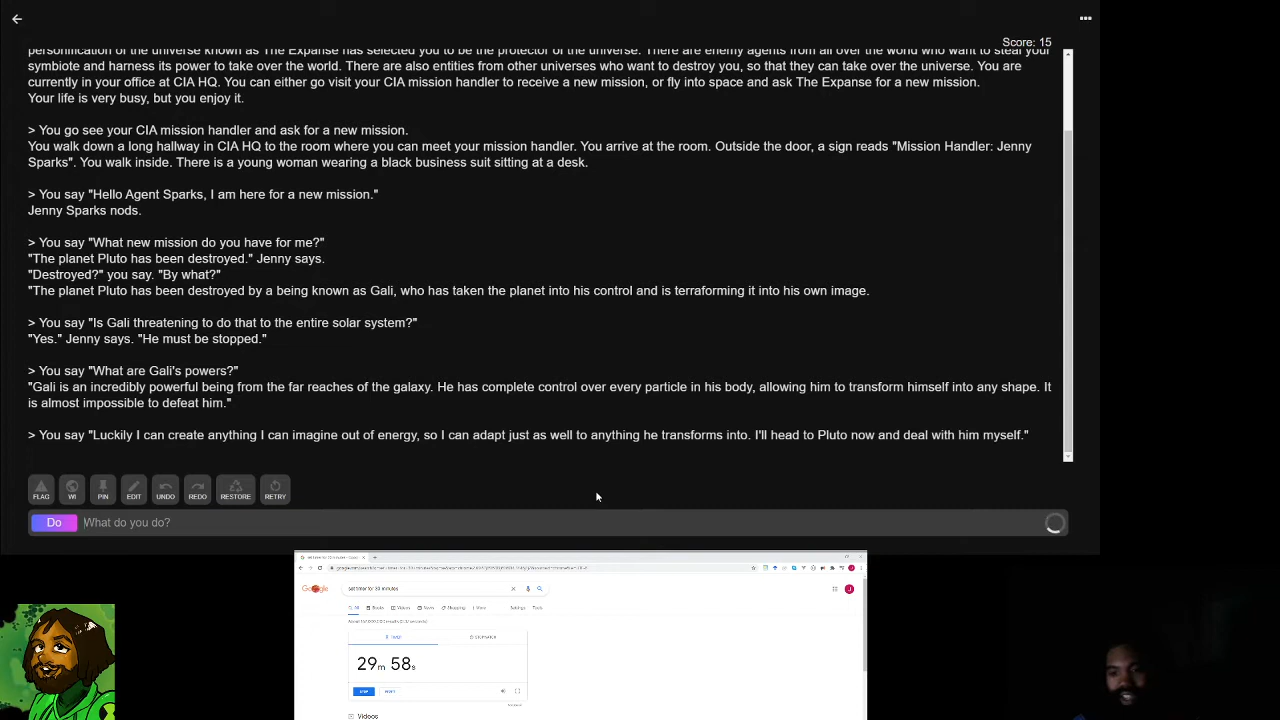 Score: 15
personification of the universe known as The Expanse has selected you to be the protector of the universe. There are enemy agents from all over the world who want to steal your
symbiote and harness its power to take over the world. There are also entities from other universes who want to destroy you, so that they can take over the universe. You are
currently in your office at CIA HQ. You can either go visit your CIA mission handler to receive a new mission, or fly into space and ask The Expanse for a new mission.
Your life is very busy, but you enjoy it.
> You go see your CIA mission handler and ask for a new mission.
You walk down a long hallway in CIA HQ to the room where you can meet your mission handler. You arrive at the room. Outside the door, a sign reads "Mission Handler: Jenny
Sparks". You walk inside. There is a young woman wearing a black business suit sitting at a desk.
> You say "Hello Agent Sparks, I am here for a new mission."
Jenny Sparks nods.
> You say "What new mission do you have for me?"
"The planet Pluto has been destroyed." Jenny says.
"Destroyed?" you say. "By what?"
"The planet Pluto has been destroyed by a being known as Gali, who has taken the planet into his control and is terraforming it into his own image.
> You say "Is Gali threatening to do that to the entire solar system?"
"Yes." Jenny says. "He must be stopped."
> You say "What are Gali's powers?"
"Gali is an incredibly powerful being from the far reaches of the galaxy. He has complete control over every particle in his body, allowing him to transform himself into any shape. It
is almost impossible to defeat him."
> You say "Luckily I can create anything I can imagine out of energy, so I can adapt just as well to anything he transforms into. I'll head to Pluto now and deal with him myself."
FLAG WI PIN EDIT UNDO REDO RESTORE RETRY
Do What do you do?
Google set timer for 30 minutes
All Books Videos News Shopping More Settings Tools
29m 58s
Videos